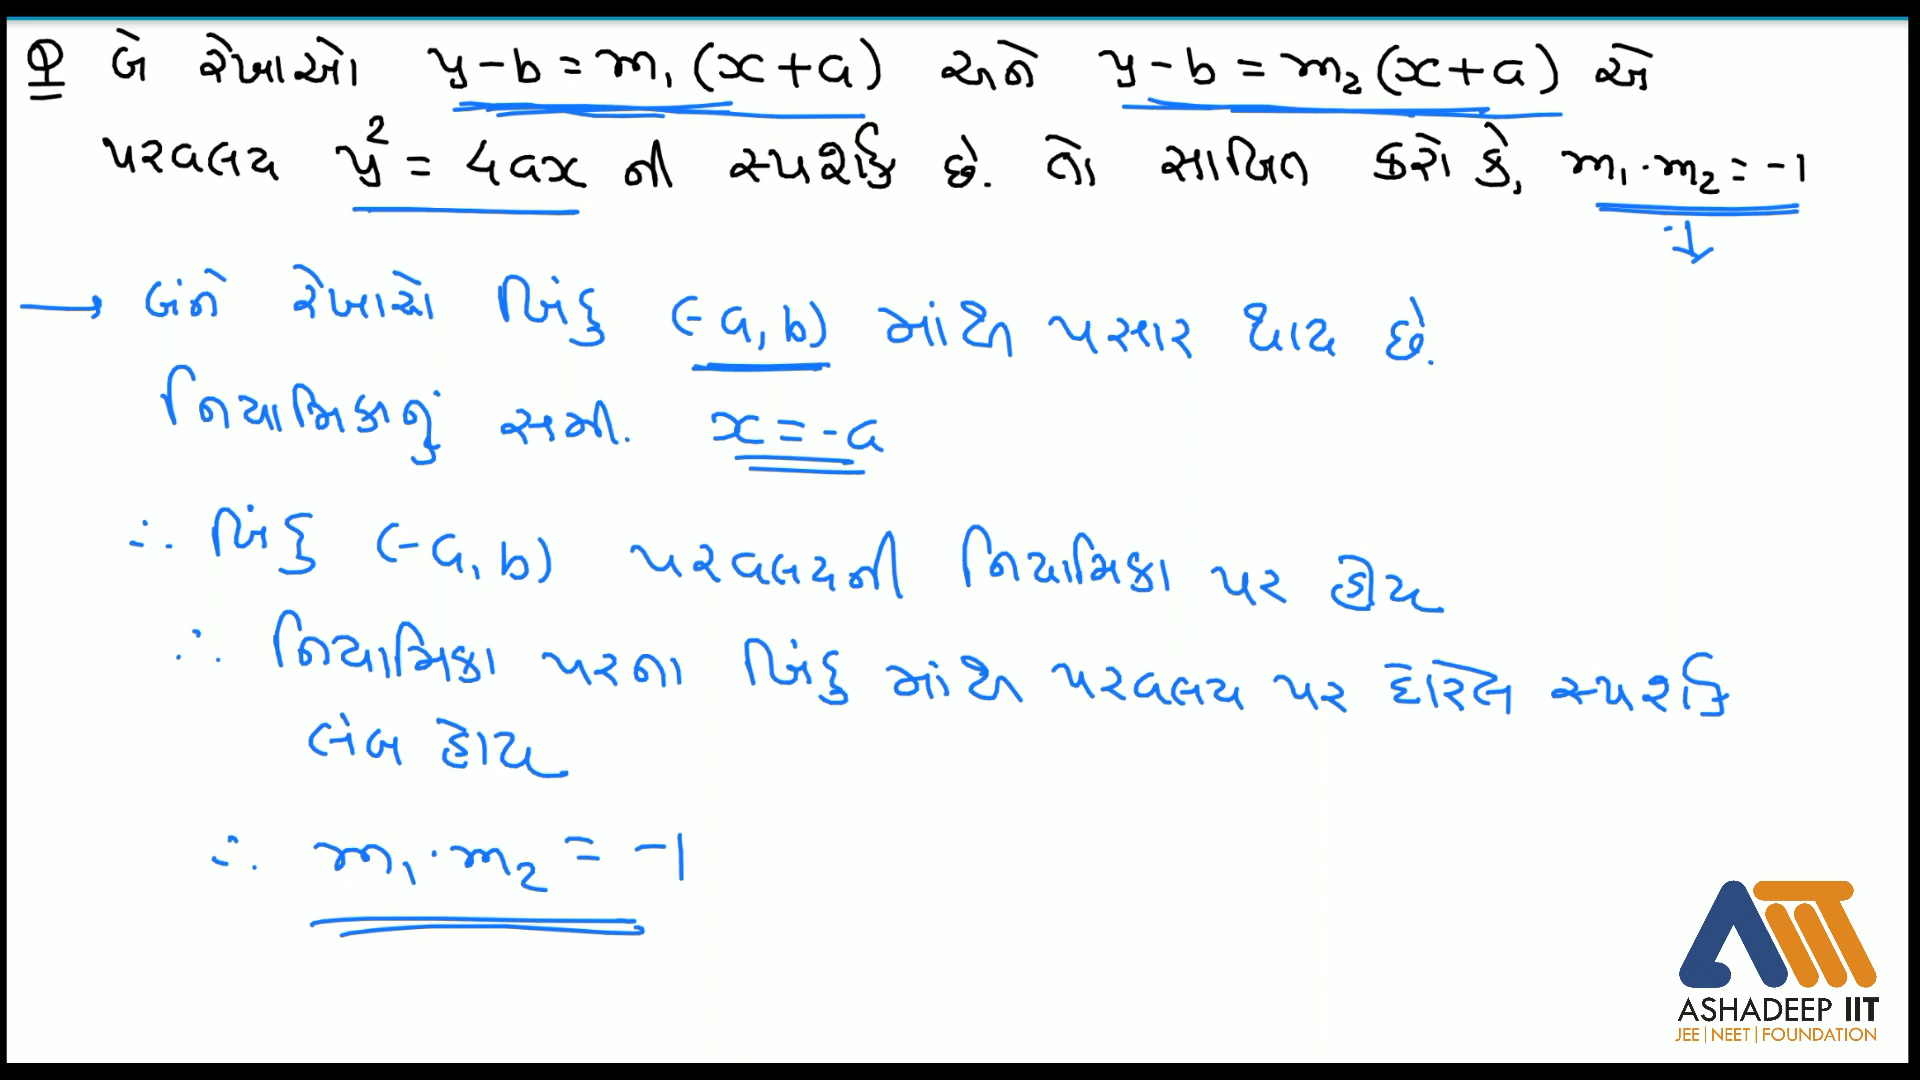 Q બે રેખાઓ y-b=m₁(x+a) અને y-b=m₂(x+a) એ
પરવલય y²=4ax ની સ્પર્શક છે. તો સાબિત કરો કે, m₁·m₂=-1
→ બંને રેખાઓ બિંદુ (-a,b) માંથી પસાર થાય છે.
નિયામિકાનું સમી. x=-a
∴ બિંદુ (-a,b) પરવલયની નિયામિકા પર હોય
∴ નિયામિકા પરના બિંદુ માંથી પરવલય પર દોરેલ સ્પર્શક
લંબ હોય
∴ m₁·m₂=-1
ASHADEEP IIT
JEE|NEET|FOUNDATION